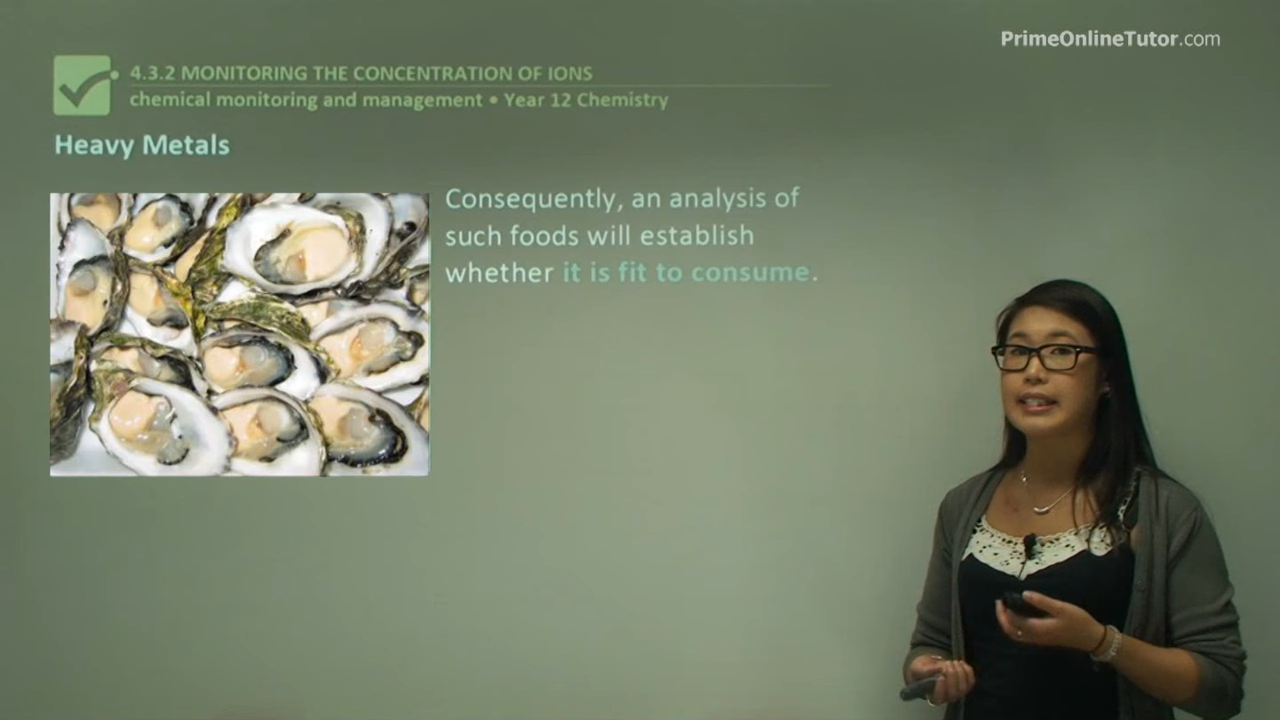 PrimeOnlineTutor.com
4.3.2 MONITORING THE CONCENTRATION OF IONS
chemical monitoring and management • Year 12 Chemistry
Heavy Metals
Consequently, an analysis of
such foods will establish
whether it is fit to consume.